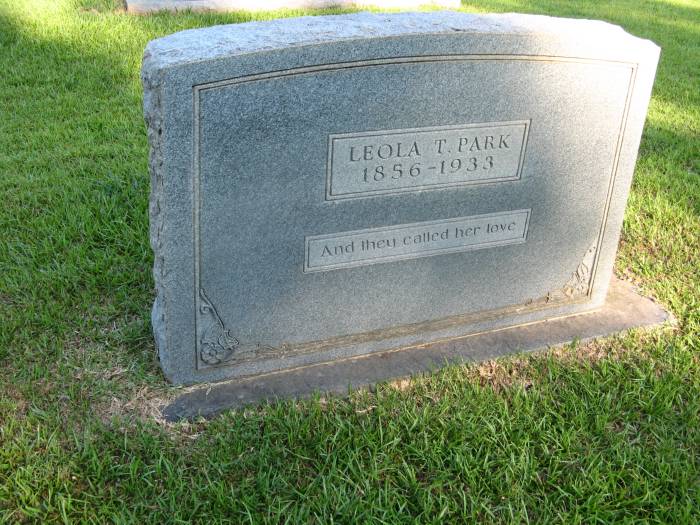 LEOLA T. PARK
1856-1933
And they called her love